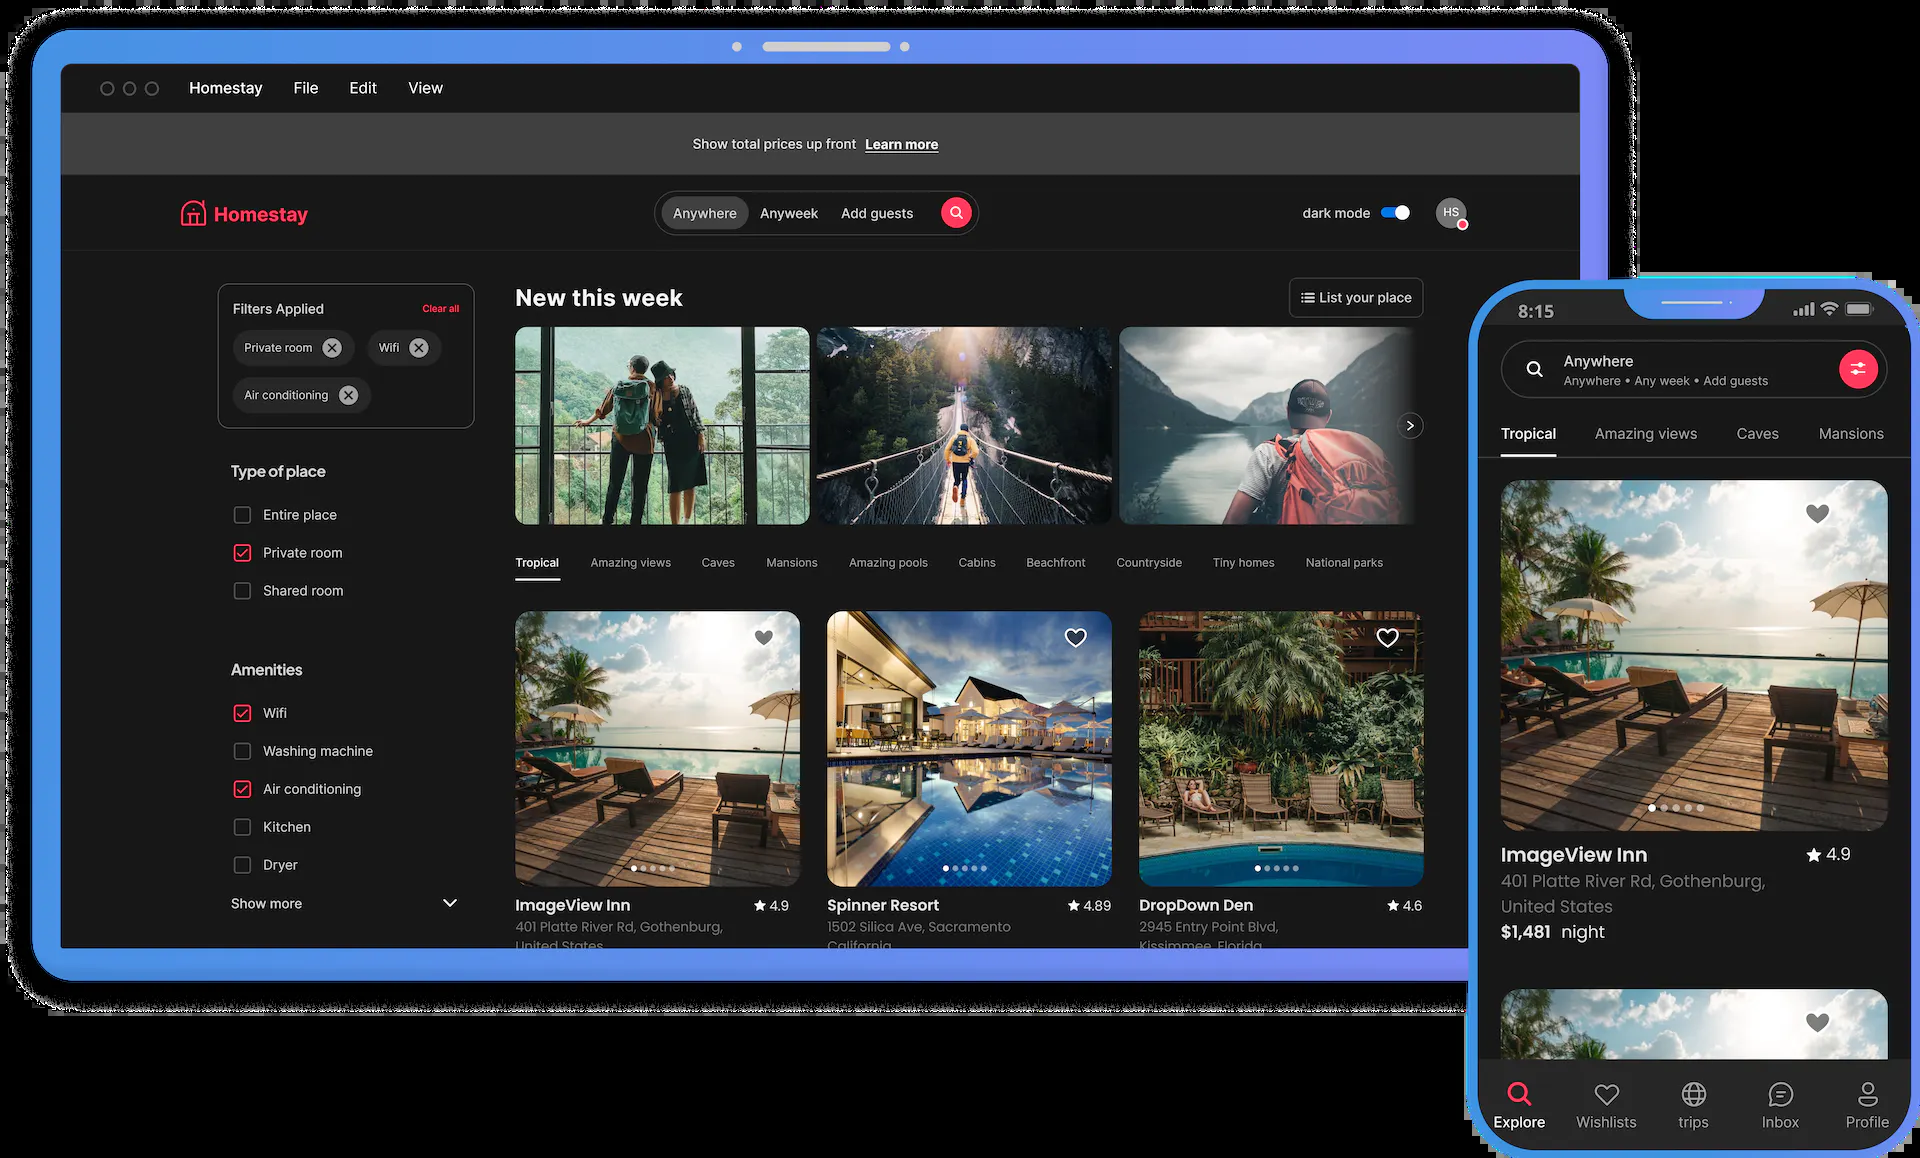 Homestay File Edit View
Show total prices up front Learn more
Homestay
Anywhere Anyweek Add guests
dark mode
HS
Filters Applied Clear all
Private room Wifi
Air conditioning
Type of place
Entire place
Private room
Shared room
Amenities
Wifi
Washing machine
Air conditioning
Kitchen
Dryer
Show more
New this week
List your place
Tropical Amazing views Caves Mansions Amazing pools Cabins Beachfront Countryside Tiny homes National parks
ImageView Inn 4.9
401 Platte River Rd, Gothenburg,
United States
Spinner Resort 4.89
1502 Silica Ave, Sacramento
California
DropDown Den 4.6
2945 Entry Point Blvd,
Kissimmee, Florida
8:15
Anywhere
Anywhere • Any week • Add guests
Tropical Amazing views Caves Mansions
ImageView Inn 4.9
401 Platte River Rd, Gothenburg,
United States
$1,481 night
Explore Wishlists trips Inbox Profile